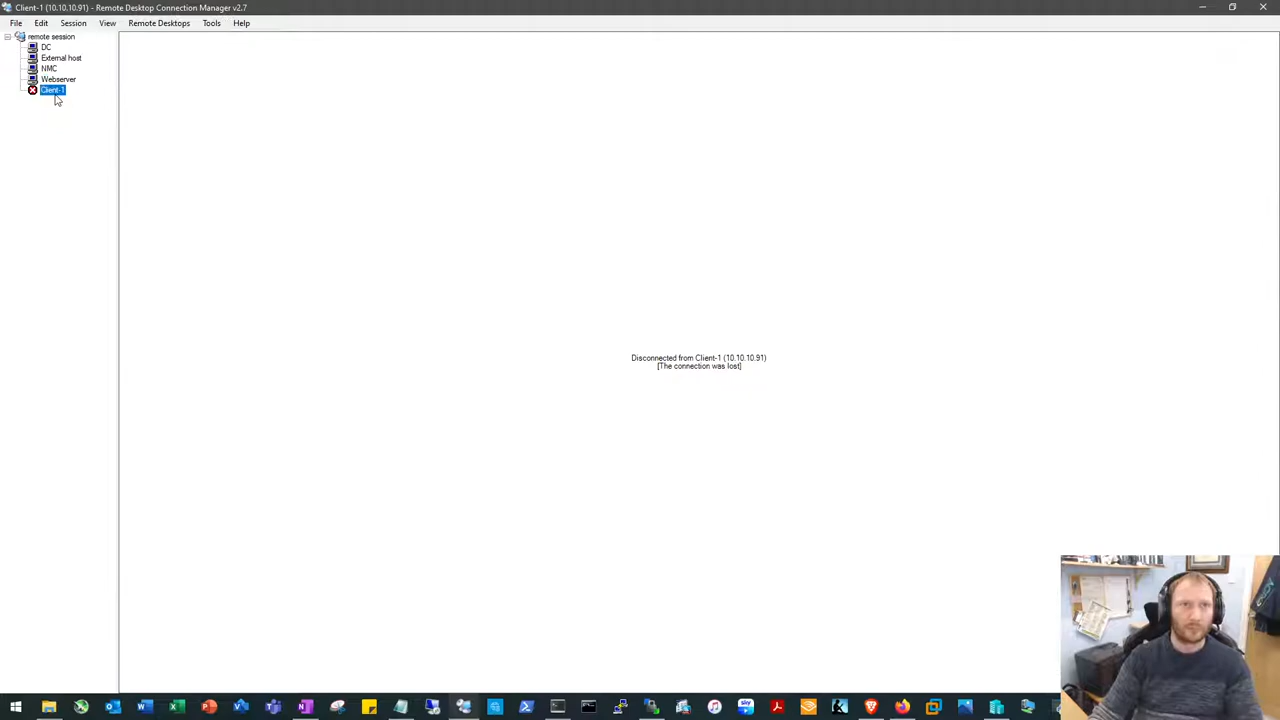 Client-1 (10.10.10.91) - Remote Desktop Connection Manager v2.7
File Edit Session View Remote Desktops Tools Help
remote session
DC
External host
NMC
Webserver
Client-1
Disconnected from Client-1 (10.10.10.91)
[The connection was lost]
sky